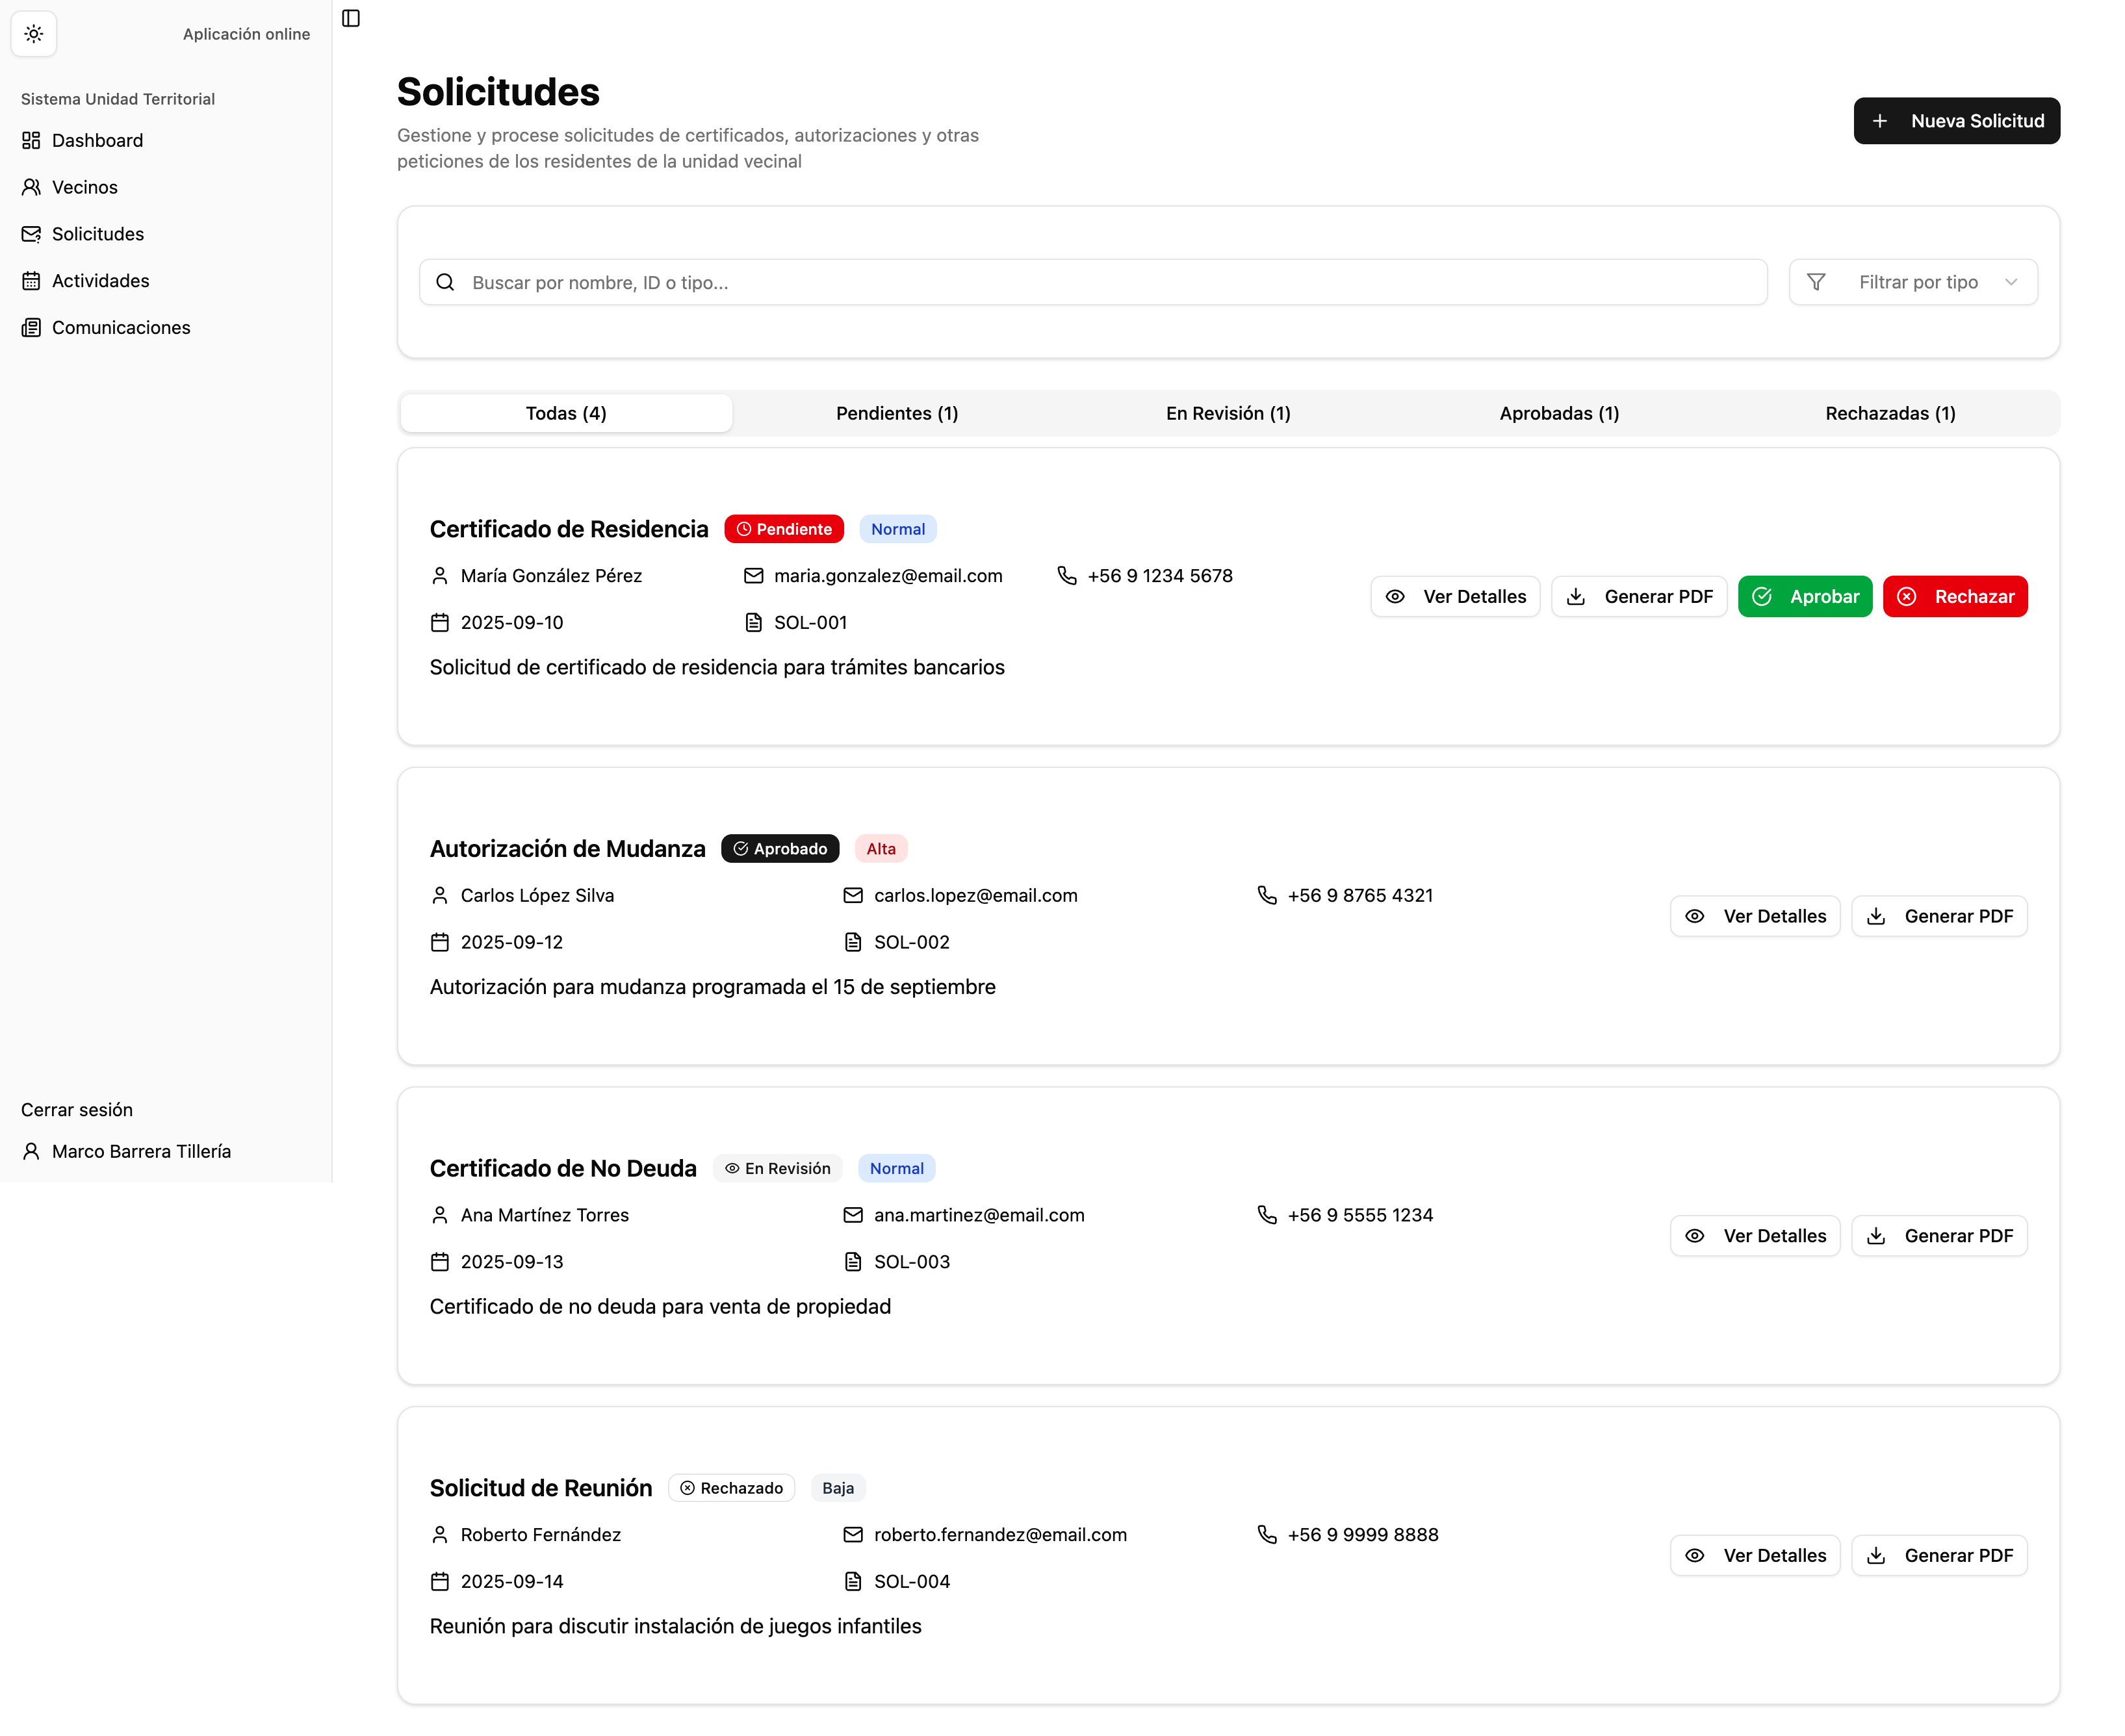 Aplicación online
Sistema Unidad Territorial
Dashboard
Vecinos
Solicitudes
Actividades
Comunicaciones
Cerrar sesión
Marco Barrera Tillería
Solicitudes
Gestione y procese solicitudes de certificados, autorizaciones y otras
peticiones de los residentes de la unidad vecinal
Nueva Solicitud
Buscar por nombre, ID o tipo...
Filtrar por tipo
Todas (4)
Pendientes (1)
En Revisión (1)
Aprobadas (1)
Rechazadas (1)
Certificado de Residencia
Pendiente
Normal
María González Pérez
maria.gonzalez@email.com
+56 9 1234 5678
2025-09-10
SOL-001
Solicitud de certificado de residencia para trámites bancarios
Ver Detalles
Generar PDF
Aprobar
Rechazar
Autorización de Mudanza
Aprobado
Alta
Carlos López Silva
carlos.lopez@email.com
+56 9 8765 4321
2025-09-12
SOL-002
Autorización para mudanza programada el 15 de septiembre
Ver Detalles
Generar PDF
Certificado de No Deuda
En Revisión
Normal
Ana Martínez Torres
ana.martinez@email.com
+56 9 5555 1234
2025-09-13
SOL-003
Certificado de no deuda para venta de propiedad
Ver Detalles
Generar PDF
Solicitud de Reunión
Rechazado
Baja
Roberto Fernández
roberto.fernandez@email.com
+56 9 9999 8888
2025-09-14
SOL-004
Reunión para discutir instalación de juegos infantiles
Ver Detalles
Generar PDF